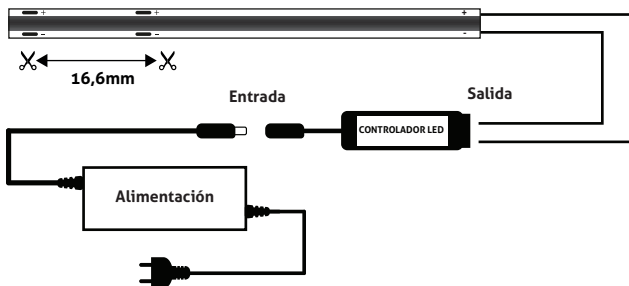 + + +
- - -
16,6mm
Entrada
Salida
CONTROLADOR LED
Alimentación